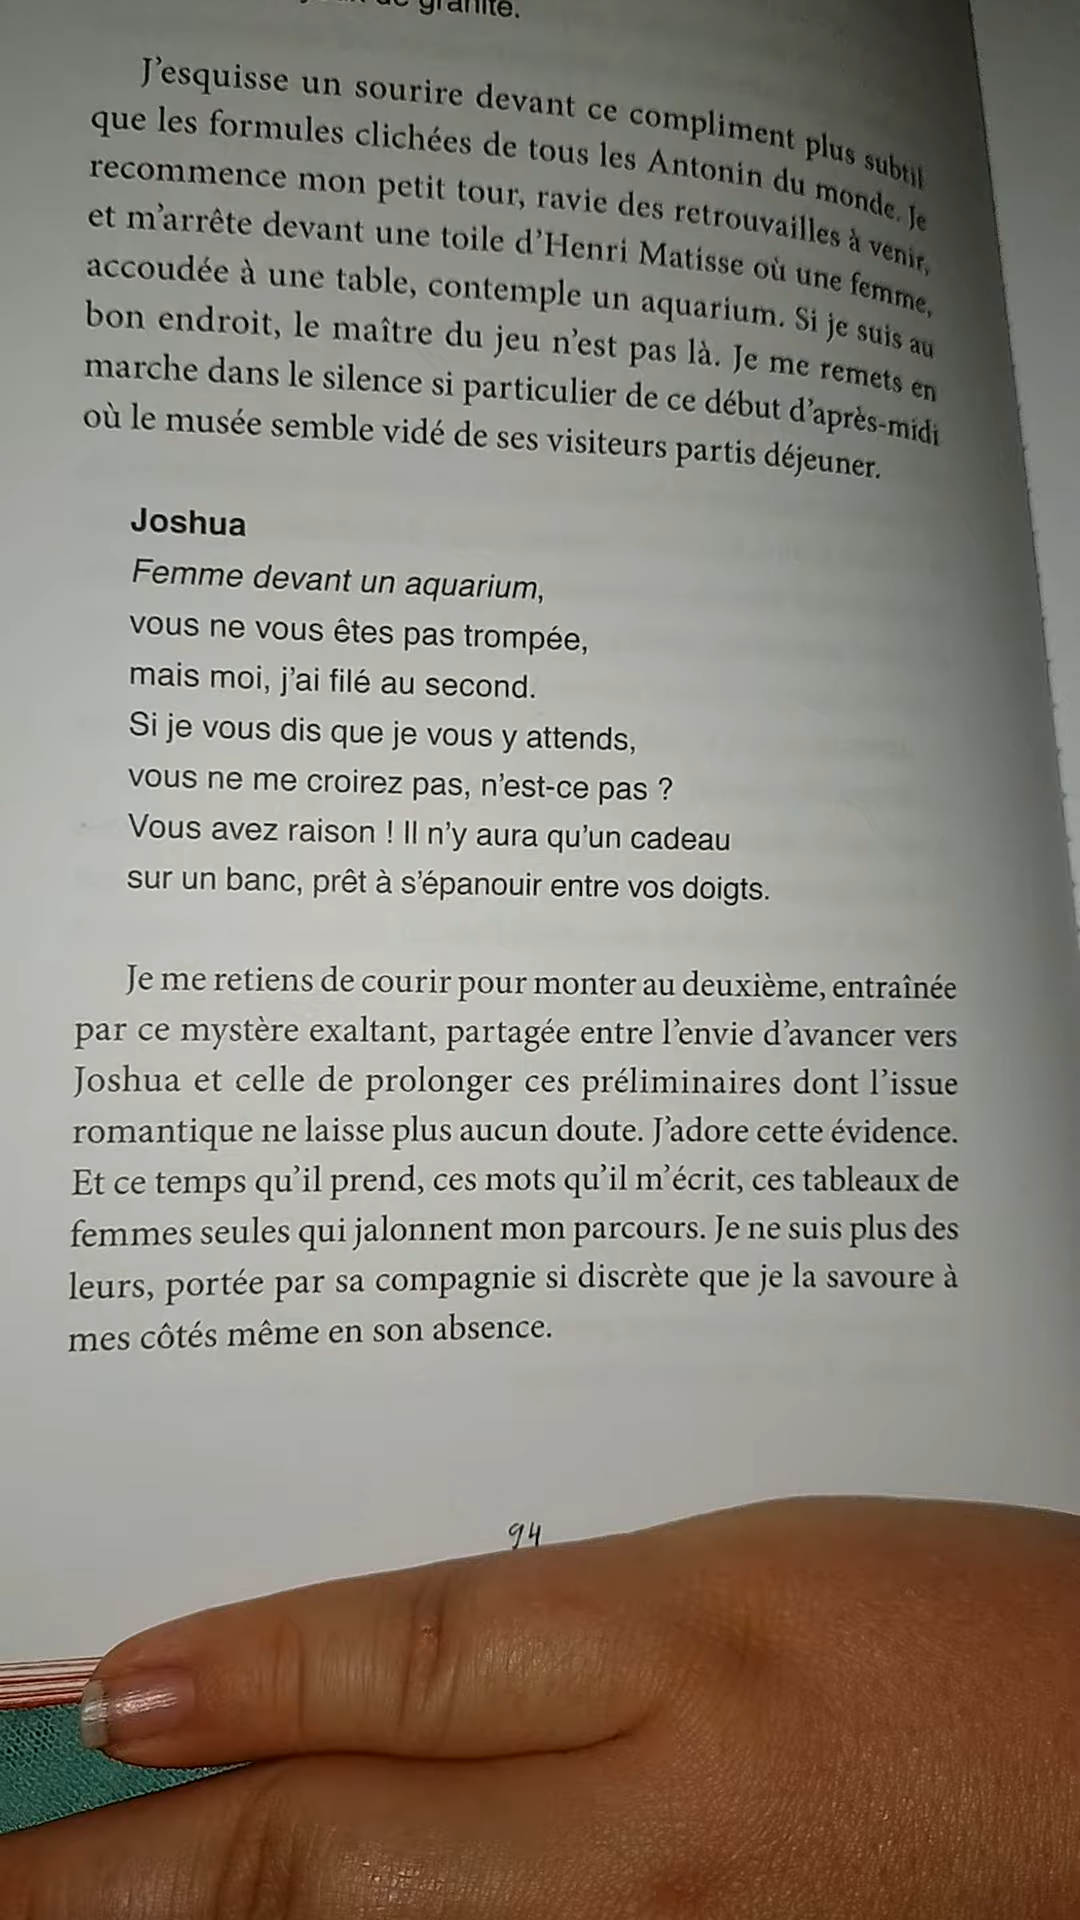 de granite.
J'esquisse un sourire devant ce compliment plus subtil
que les formules clichées de tous les Antonin du monde. Je
recommence mon petit tour, ravie des retrouvailles à venir,
et m'arrête devant une toile d'Henri Matisse où une femme,
accoudée à une table, contemple un aquarium. Si je suis au
bon endroit, le maître du jeu n'est pas là. Je me remets en
marche dans le silence si particulier de ce début d'après-midi
où le musée semble vidé de ses visiteurs partis déjeuner.
Joshua
Femme devant un aquarium,
vous ne vous êtes pas trompée,
mais moi, j'ai filé au second.
Si je vous dis que je vous y attends,
vous ne me croirez pas, n'est-ce pas ?
Vous avez raison ! Il n'y aura qu'un cadeau
sur un banc, prêt à s'épanouir entre vos doigts.
Je me retiens de courir pour monter au deuxième, entraînée
par ce mystère exaltant, partagée entre l'envie d'avancer vers
Joshua et celle de prolonger ces préliminaires dont l'issue
romantique ne laisse plus aucun doute. J'adore cette évidence.
Et ce temps qu'il prend, ces mots qu'il m'écrit, ces tableaux de
femmes seules qui jalonnent mon parcours. Je ne suis plus des
leurs, portée par sa compagnie si discrète que je la savoure à
mes côtés même en son absence.
94